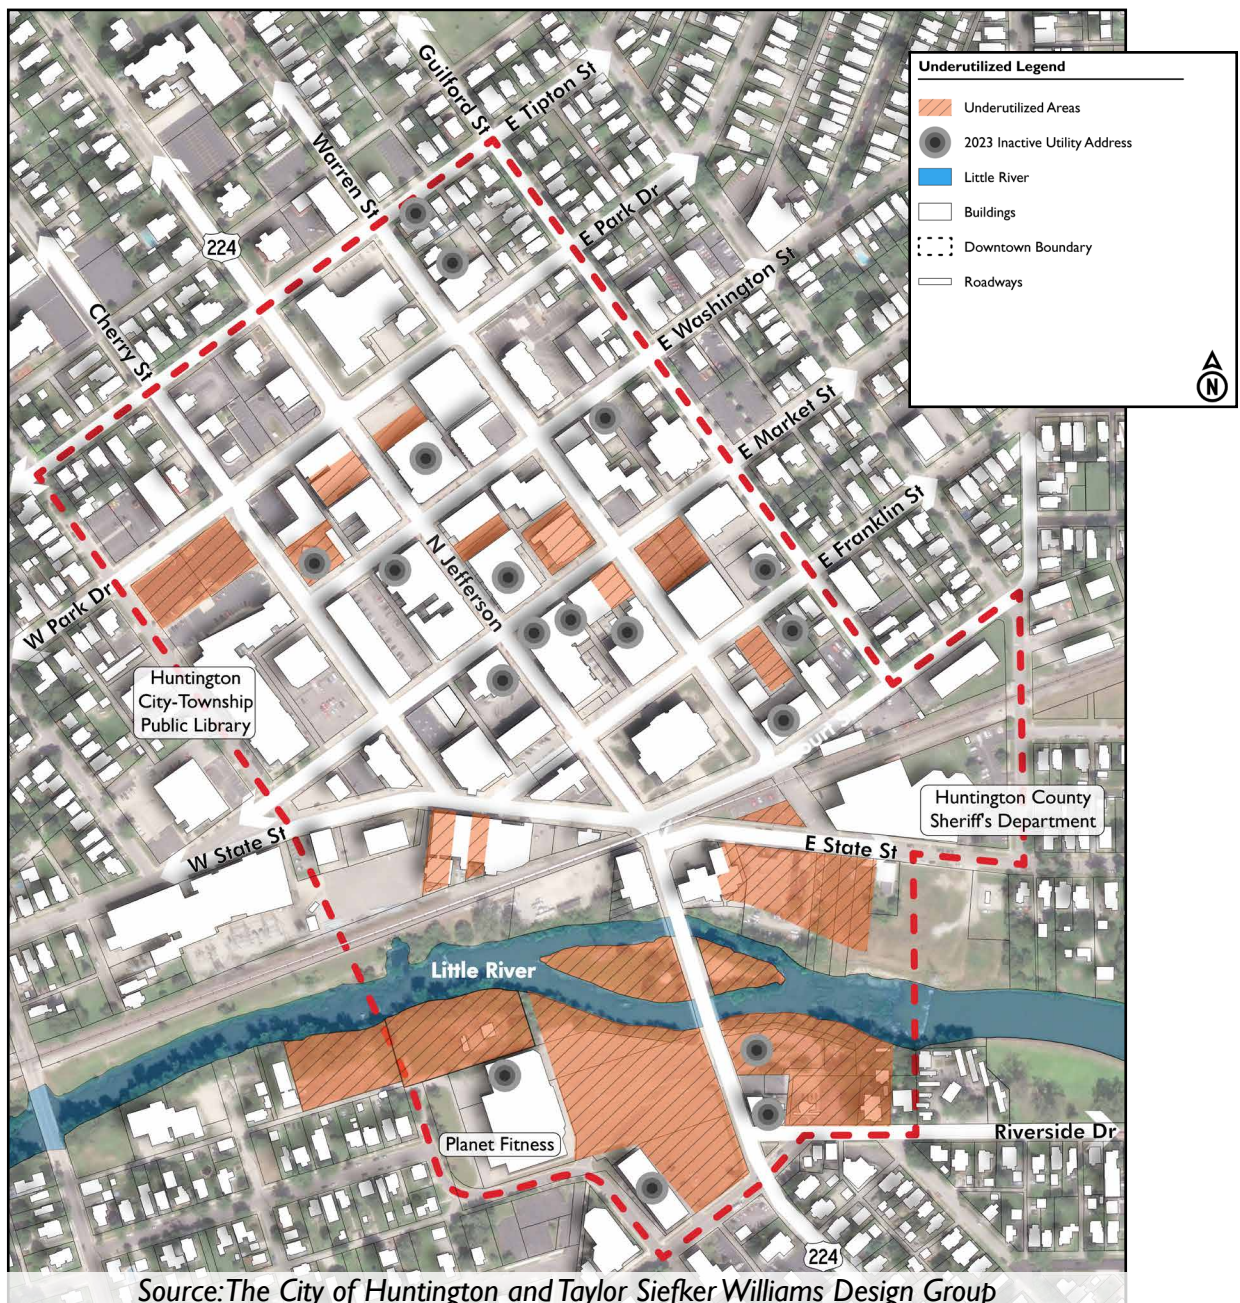 Underutilized Legend
Underutilized Areas
2023 Inactive Utility Address
Little River
Buildings
Downtown Boundary
Roadways
N
Guilford St
E Tipton St
Warren St
224
E Park Dr
E Washington St
Cherry St
E Market St
E Franklin St
N Jefferson
W Park Dr
Huntington
City-Township
Public Library
Huntington County
Sheriff's Department
W State St
E State St
Little River
Planet Fitness
Riverside Dr
224
Source: The City of Huntington and Taylor Siefker Williams Design Group